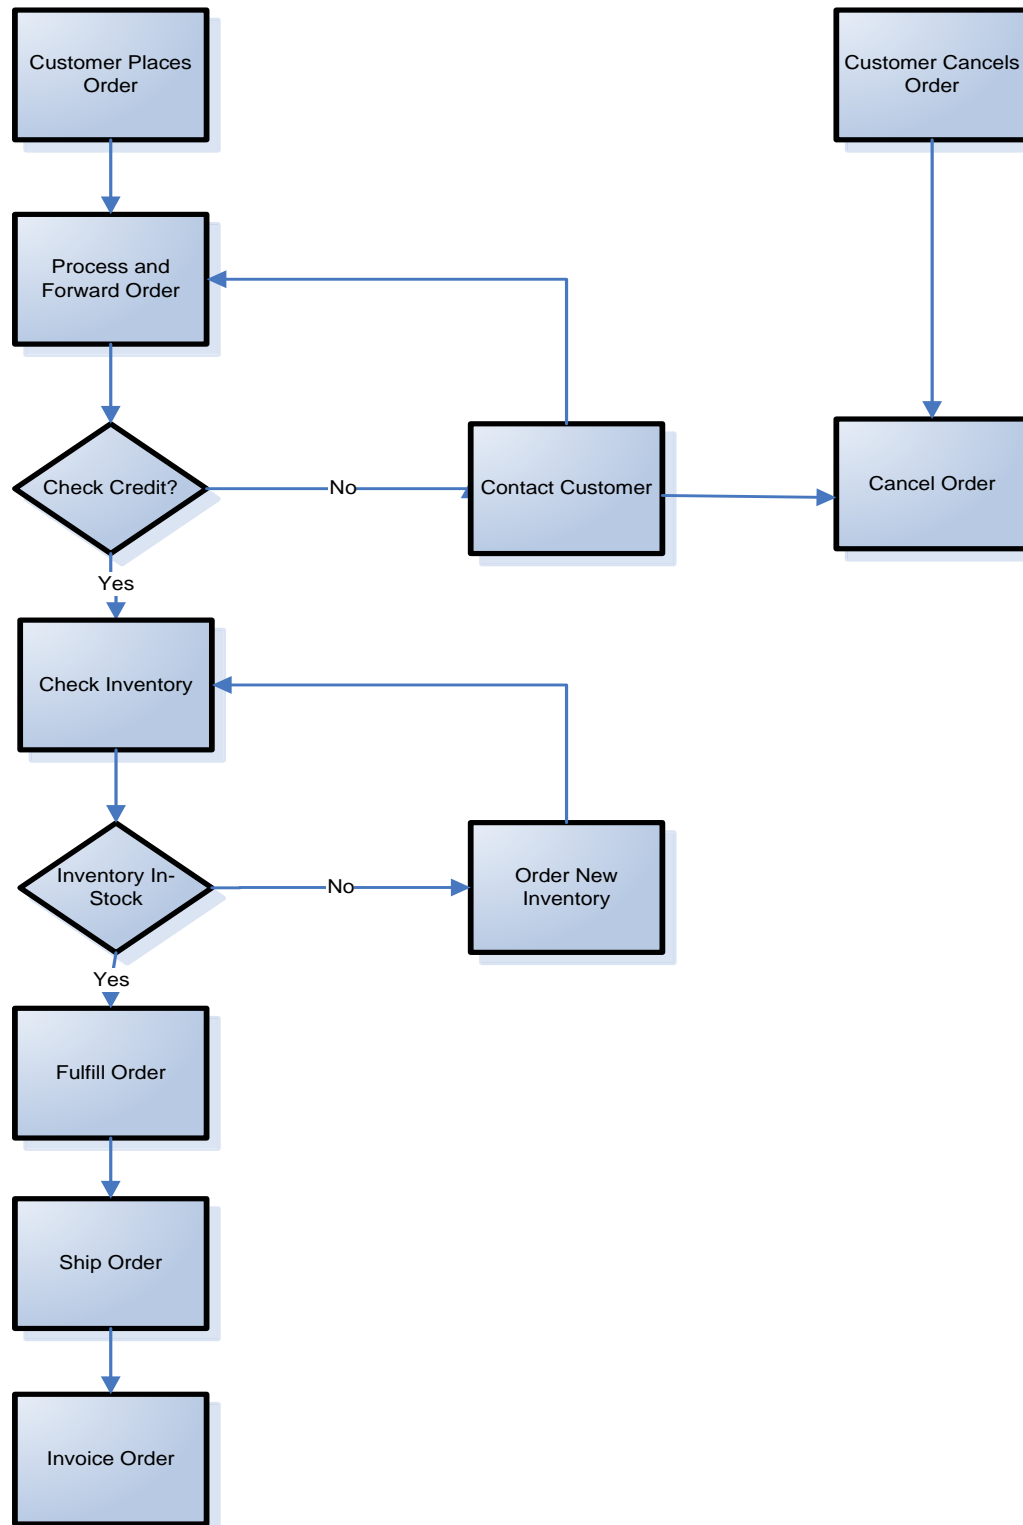 Customer Places
Order
Customer Cancels
Order
Process and
Forward Order
Check Credit?
No
Contact Customer
Cancel Order
Yes
Check Inventory
Inventory In-
Stock
No
Order New
Inventory
Yes
Fulfill Order
Ship Order
Invoice Order